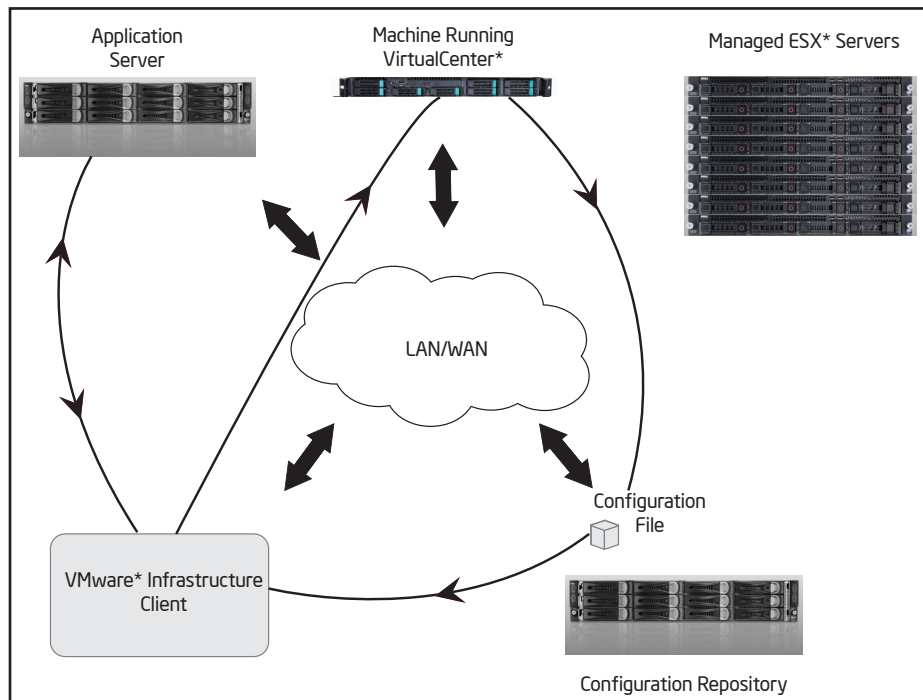 Application
Server
Machine Running
VirtualCenter*
Managed ESX* Servers
LAN/WAN
Configuration
File
VMware* Infrastructure
Client
Configuration Repository